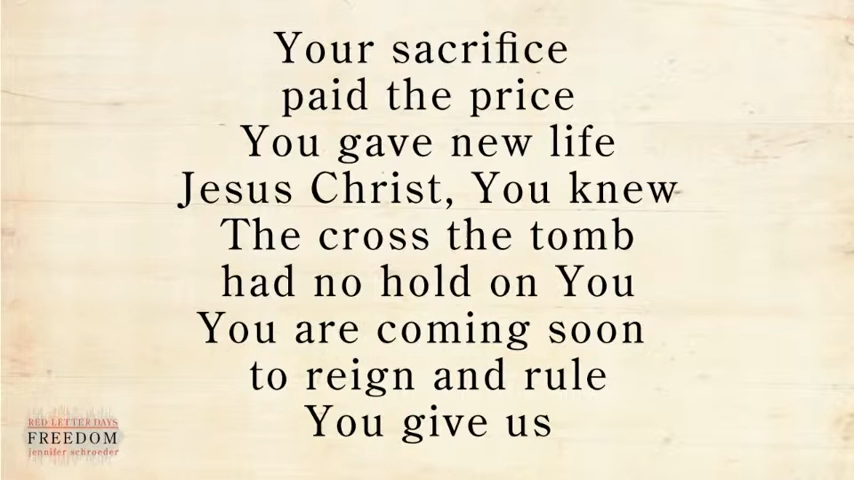 Your sacrifice
paid the price
You gave new life
Jesus Christ, You knew
The cross the tomb
had no hold on You
You are coming soon
to reign and rule
You give us
RED LETTER DAYS
FREEDOM
jennifer schroeder